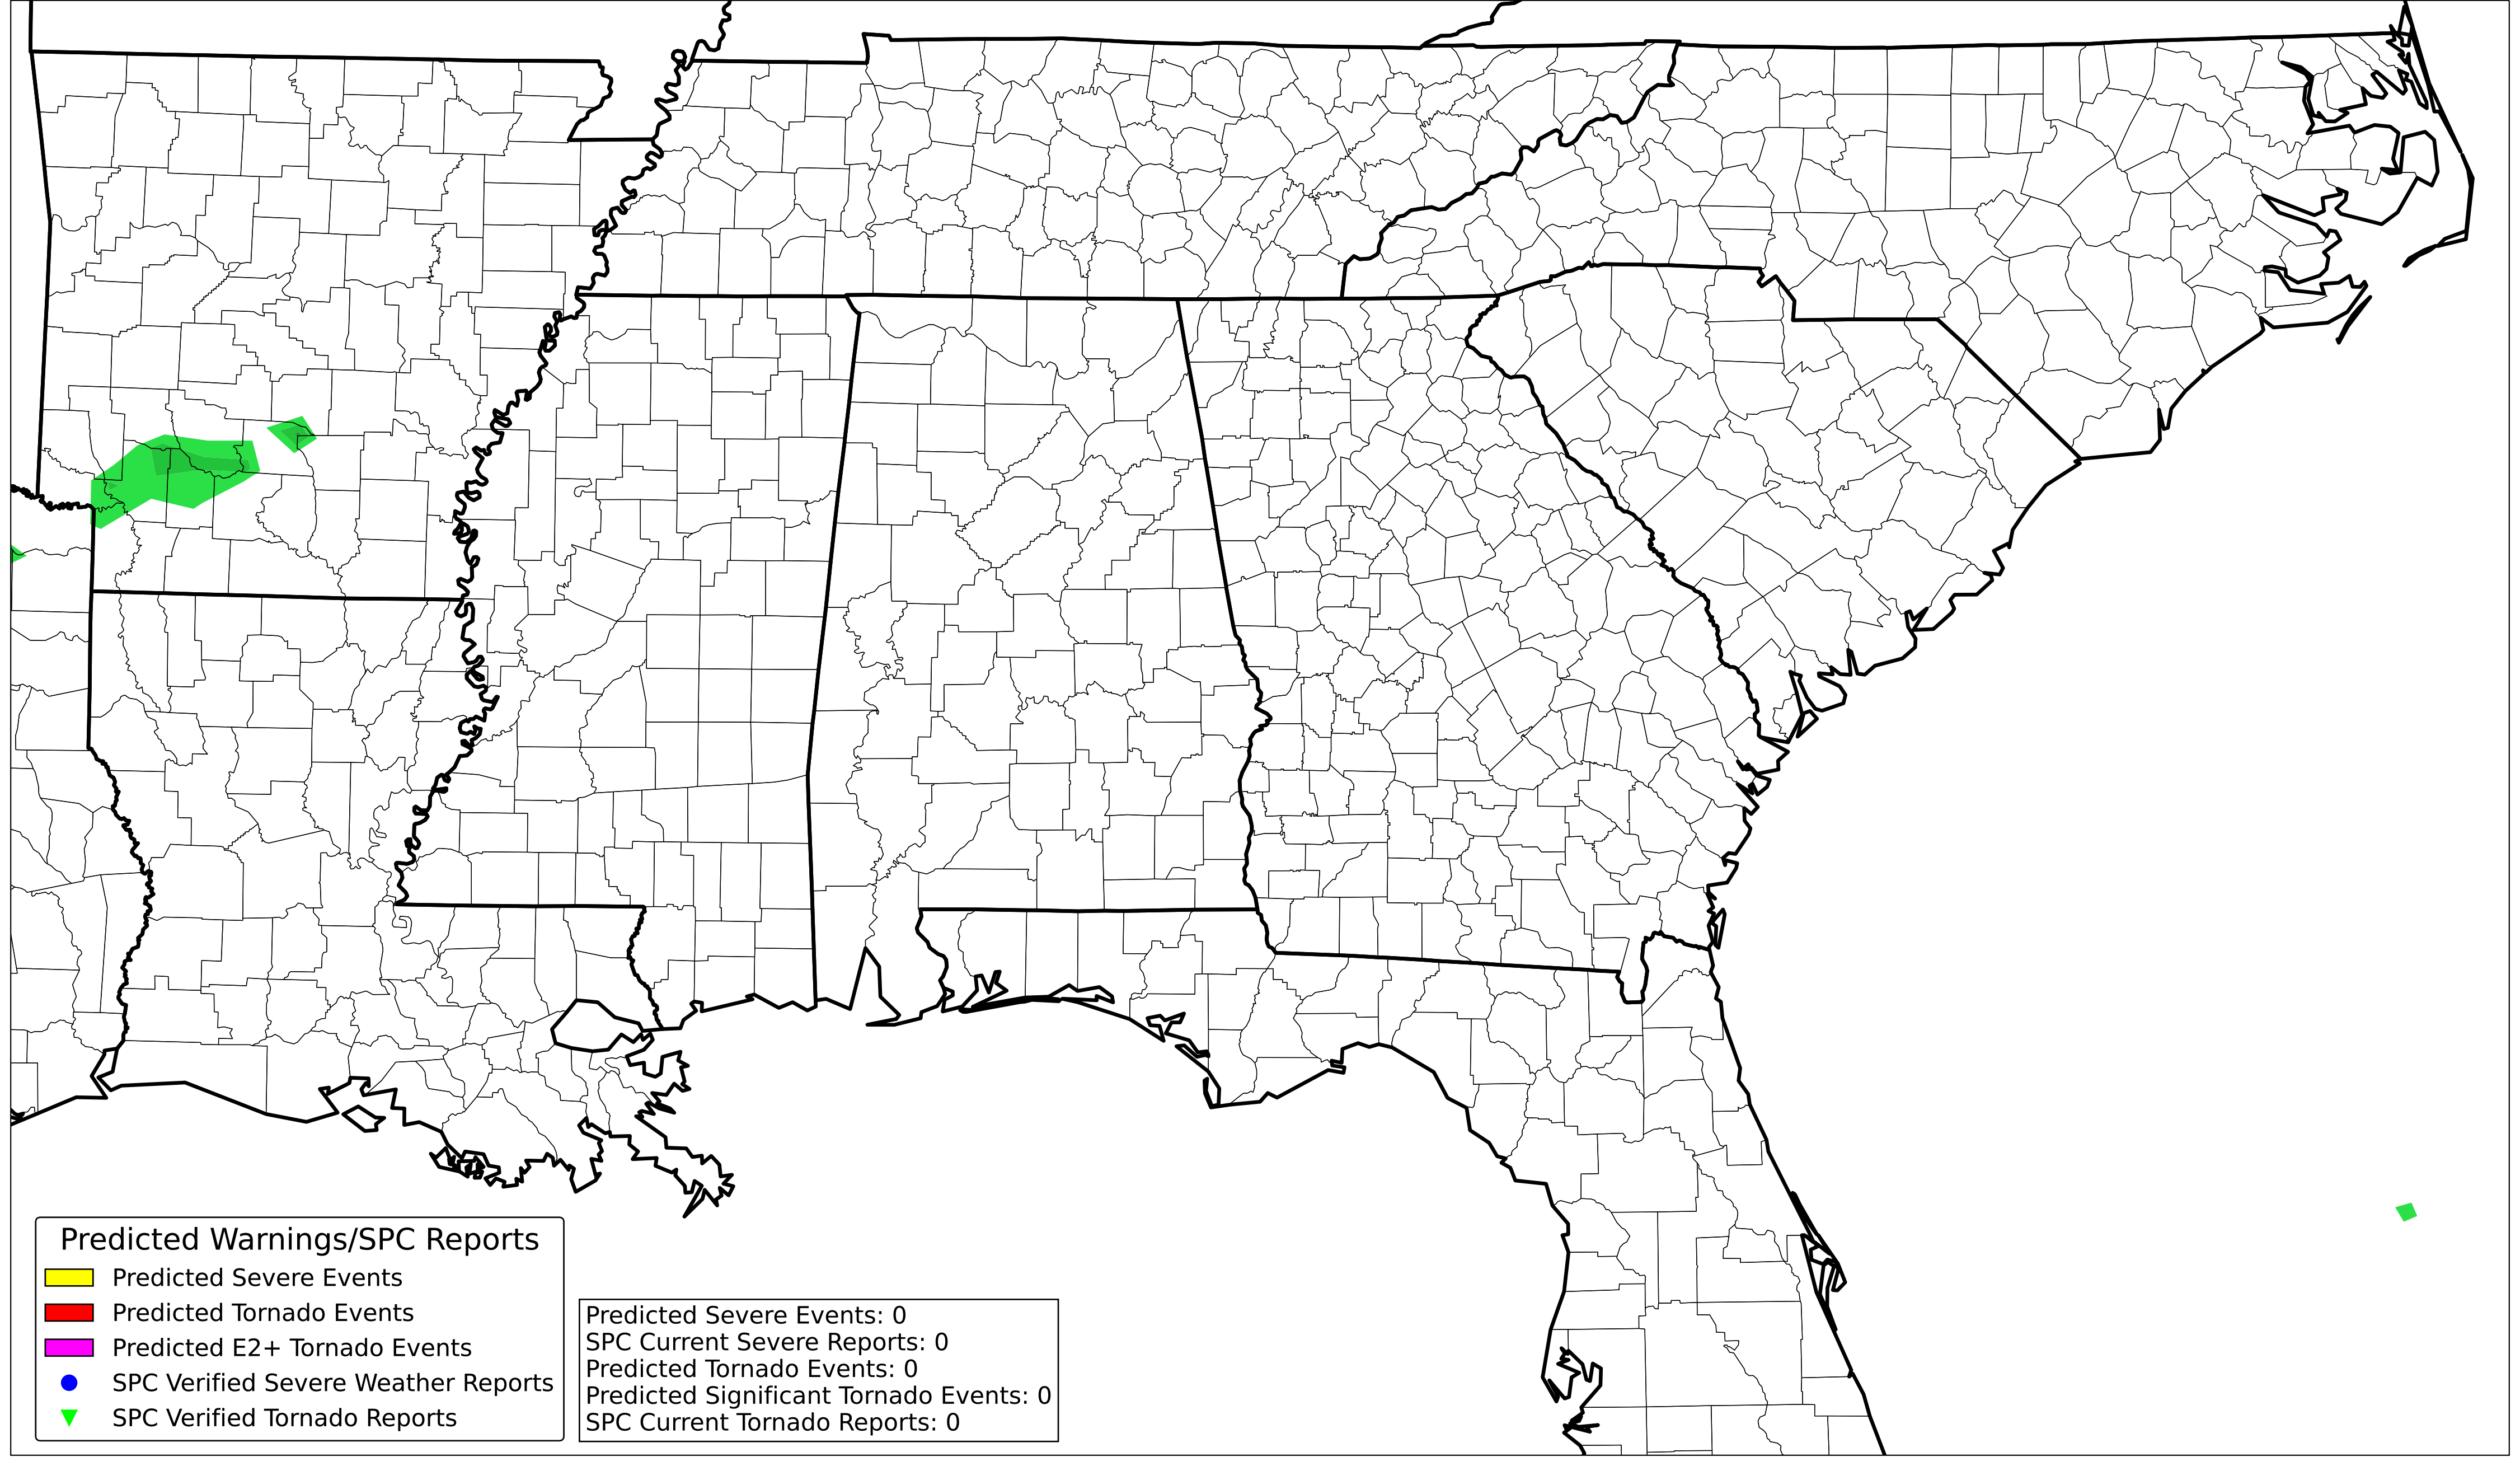 Predicted Warnings/SPC Reports
Predicted Severe Events
Predicted Tornado Events
Predicted E2+ Tornado Events
SPC Verified Severe Weather Reports
SPC Verified Tornado Reports
Predicted Severe Events: 0
SPC Current Severe Reports: 0
Predicted Tornado Events: 0
Predicted Significant Tornado Events: 0
SPC Current Tornado Reports: 0